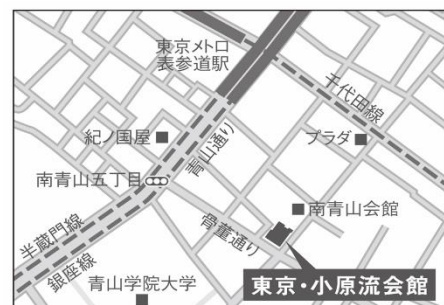 東京メトロ
表参道駅
千代田線
紀ノ国屋
青山通り
プラダ
南青山五丁目
南青山会館
骨董通り
半蔵門線
銀座線
青山学院大学
東京・小原流会館